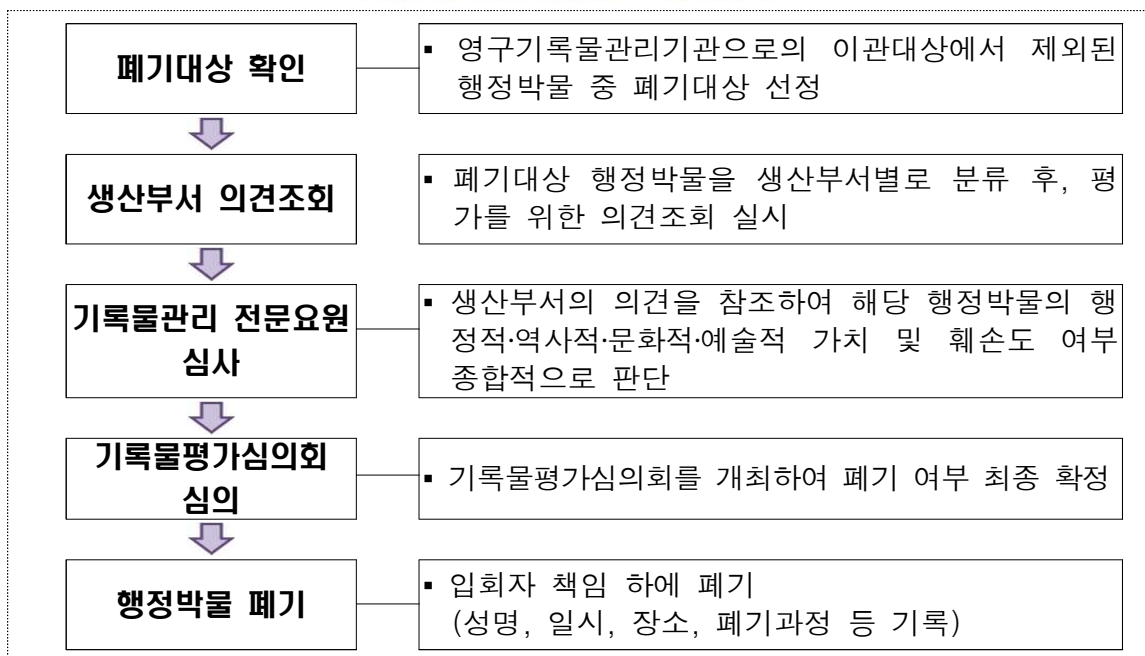 폐기대상 확인
▪ 영구기록물관리기관으로의 이관대상에서 제외된
행정박물 중 폐기대상 선정
생산부서 의견조회
▪ 폐기대상 행정박물을 생산부서별로 분류 후, 평
가를 위한 의견조회 실시
기록물관리 전문요원
심사
▪ 생산부서의 의견을 참조하여 해당 행정박물의 행
정적·역사적·문화적·예술적 가치 및 훼손도 여부
종합적으로 판단
기록물평가심의회
심의
▪ 기록물평가심의회를 개최하여 폐기 여부 최종 확정
행정박물 폐기
▪ 입회자 책임 하에 폐기
(성명, 일시, 장소, 폐기과정 등 기록)